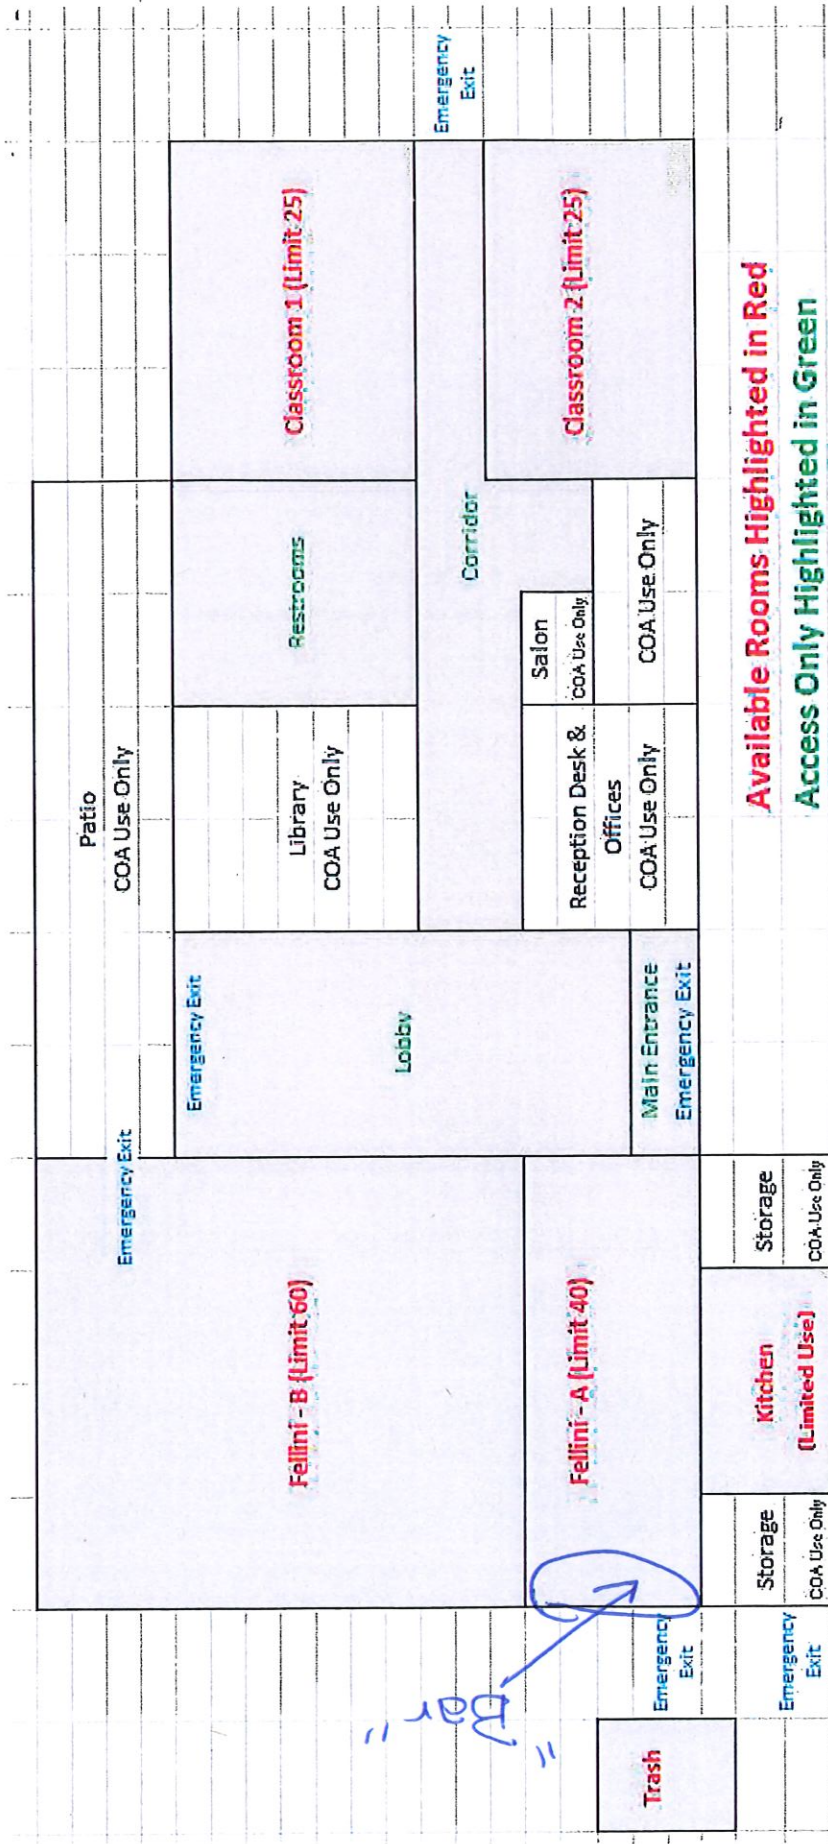 Patio
COA Use Only
Emergency Exit
Emergency Exit
Fellini - B (Limit 60)
Lobby
Library
COA Use Only
Restrooms
Classroom 1 (Limit 25)
Corridor
Emergency
Exit
Fellini - A (Limit 40)
"Bar"
Main Entrance
Emergency Exit
Reception Desk &
Offices
COA Use Only
Salon
COA Use Only
COA Use Only
Classroom 2 (Limit 25)
Trash
Emergency
Exit
Emergency
Exit
Storage
COA Use Only
Kitchen
(Limited Use)
Storage
COA Use Only
Available Rooms Highlighted in Red
Access Only Highlighted in Green